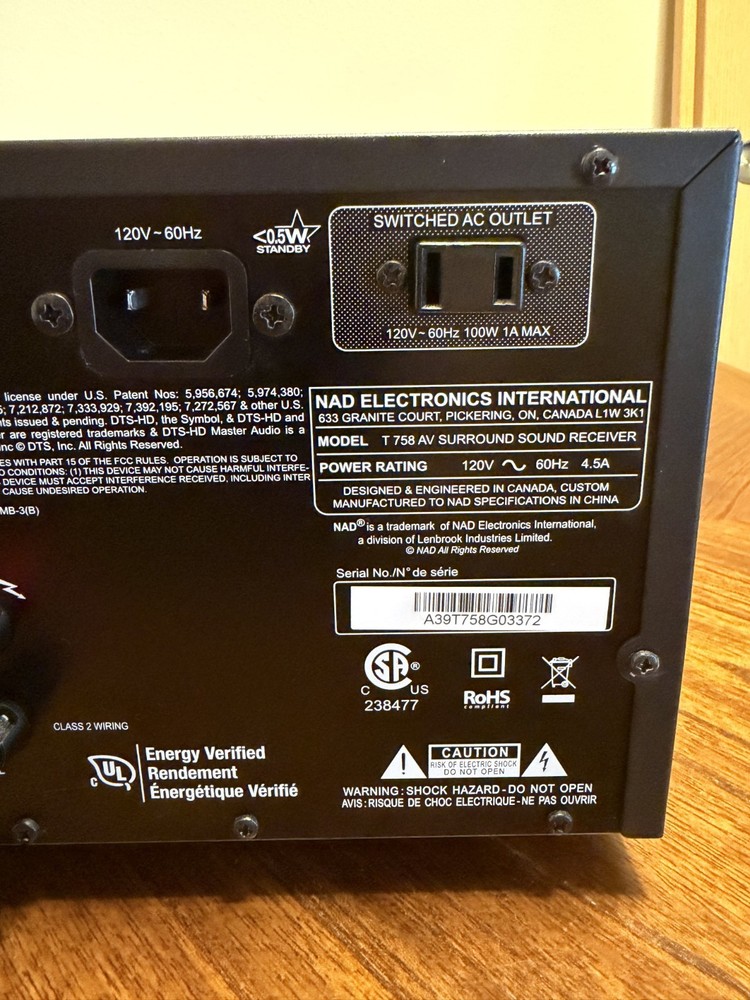 120V~60Hz
<0.5W
STANDBY
SWITCHED AC OUTLET
120V~60Hz 100W 1A MAX
license under U.S. Patent Nos: 5,956,674; 5,974,380;
7,212,872; 7,333,929; 7,392,195; 7,272,567 & other U.S.
issued & pending. DTS-HD, the Symbol, & DTS-HD and
are registered trademarks & DTS-HD Master Audio is a
© DTS, Inc. All Rights Reserved.
WITH PART 15 OF THE FCC RULES. OPERATION IS SUBJECT TO
CONDITIONS: (1) THIS DEVICE MAY NOT CAUSE HARMFUL INTERFE-
DEVICE MUST ACCEPT INTERFERENCE RECEIVED, INCLUDING INTER
CAUSE UNDESIRED OPERATION.
MB-3(B)
NAD ELECTRONICS INTERNATIONAL
633 GRANITE COURT, PICKERING, ON, CANADA L1W 3K1
MODEL T 758 AV SURROUND SOUND RECEIVER
POWER RATING 120V ~ 60Hz 4.5A
DESIGNED & ENGINEERED IN CANADA, CUSTOM
MANUFACTURED TO NAD SPECIFICATIONS IN CHINA
NAD® is a trademark of NAD Electronics International,
a division of Lenbrook Industries Limited.
© NAD All Rights Reserved
Serial No./N° de série
A39T758G03372
CSA®
C US
238477
RoHS
compliant
CLASS 2 WIRING
c UL
Energy Verified
Rendement
Énergétique Vérifié
CAUTION
RISK OF ELECTRIC SHOCK
DO NOT OPEN
WARNING: SHOCK HAZARD - DO NOT OPEN
AVIS: RISQUE DE CHOC ELECTRIQUE - NE PAS OUVRIR